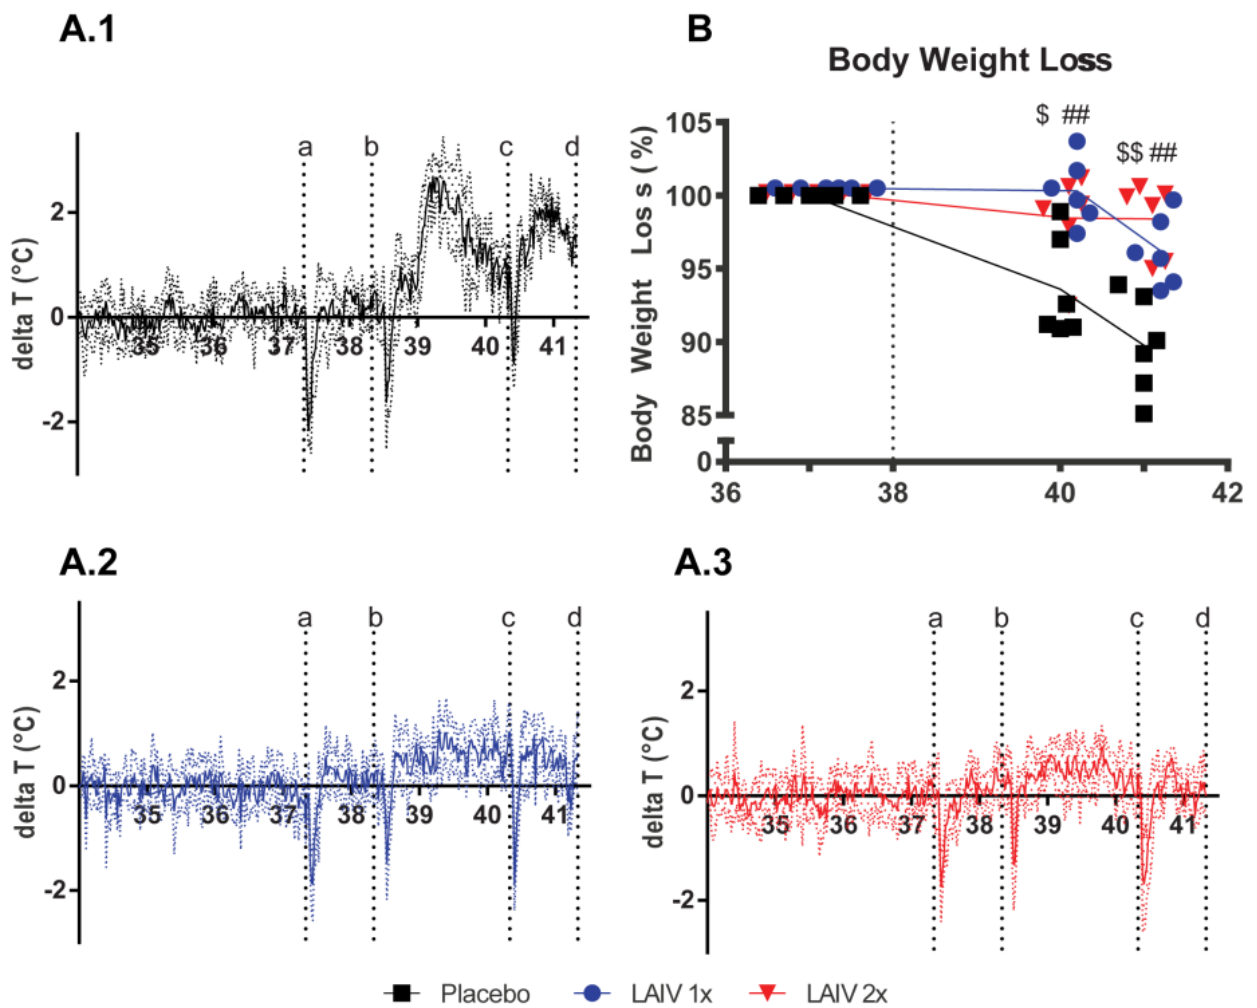 A.1
a b c d
2
0
-2
delta T (°C)
35 36 37 38 39 40 41
B
Body Weight Loss
$ ## $$ ##
105
100
95
90
85
0
Body Weight Los s (%)
36 38 40 42
A.2
a b c d
2
0
-2
delta T (°C)
35 36 37 38 39 40 41
A.3
a b c d
2
0
-2
delta T (°C)
35 36 37 38 39 40 41
Placebo LAIV 1x LAIV 2x